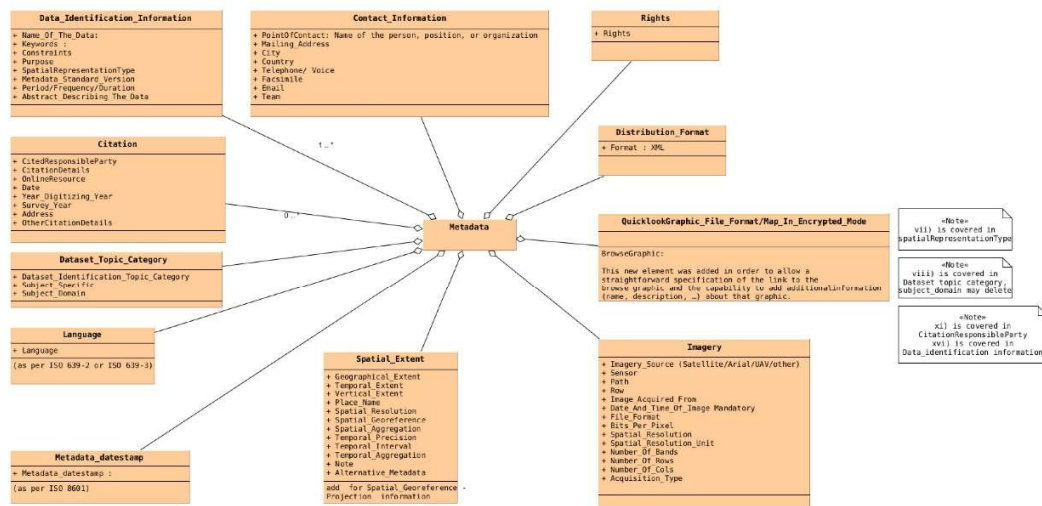 Data_Identification_Information
+ Name_Of_The_Data:
+ Keywords :
+ Constraints
+ Purpose
+ SpatialRepresentationType
+ Metadata_Standard_Version
+ Period/Frequency/Duration
+ Abstract Describing The Data
Contact_Information
+ PointOfContact: Name of the person, position, or organization
+ Mailing_Address
+ City
+ Country
+ Telephone/ Voice
+ Facsimile
+ Email
+ Team
Rights
+ Rights
Citation
+ CitedResponsibleParty
+ CitationDetails
+ OnlineResource
+ Date
+ Year_Digitizing_Year
+ Survey_Year
+ Address
+ OtherCitationDetails
1..*
0..*
Distribution_Format
+ Format : XML
Metadata
QuicklookGraphic_File_Format/Map_In_Encrypted_Mode
BrowseGraphic:
This new element was added in order to allow a
straightforward specification of the link to the
browse graphic and the capability to add additionalinformation
(name, description, …) about that graphic.
«Note»
vii) is covered in
spatialRepresentationType
«Note»
viii) is covered in
Dataset topic category,
subject_domain may delete
«Note»
xi) is covered in
CitationResponsibleParty
xvi) is covered in
Data_identification information
Dataset_Topic_Category
+ Dataset_Identification_Topic_Category
+ Subject_Specific
+ Subject_Domain
Language
+ Language
(as per ISO 639-2 or ISO 639-3)
Metadata_datestamp
+ Metadata_datestamp :
(as per ISO 8601)
Spatial_Extent
+ Geographical_Extent
+ Temporal_Extent
+ Vertical_Extent
+ Place_Name
+ Spatial_Resolution
+ Spatial_Georeference
+ Spatial_Aggregation
+ Temporal_Precision
+ Temporal_Interval
+ Temporal_Aggregation
+ Note
+ Alternative_Metadata
add for Spatial_Georeference -
Projection information
Imagery
+ Imagery_Source (Satellite/Arial/UAV/other)
+ Sensor
+ Path
+ Row
+ Image_Acquired_From
+ Date_And_Time_Of_Image Mandatory
+ File_Format
+ Bits_Per_Pixel
+ Spatial_Resolution
+ Spatial_Resolution_Unit
+ Number_Of_Bands
+ Number_Of_Rows
+ Number_Of_Cols
+ Acquisition_Type